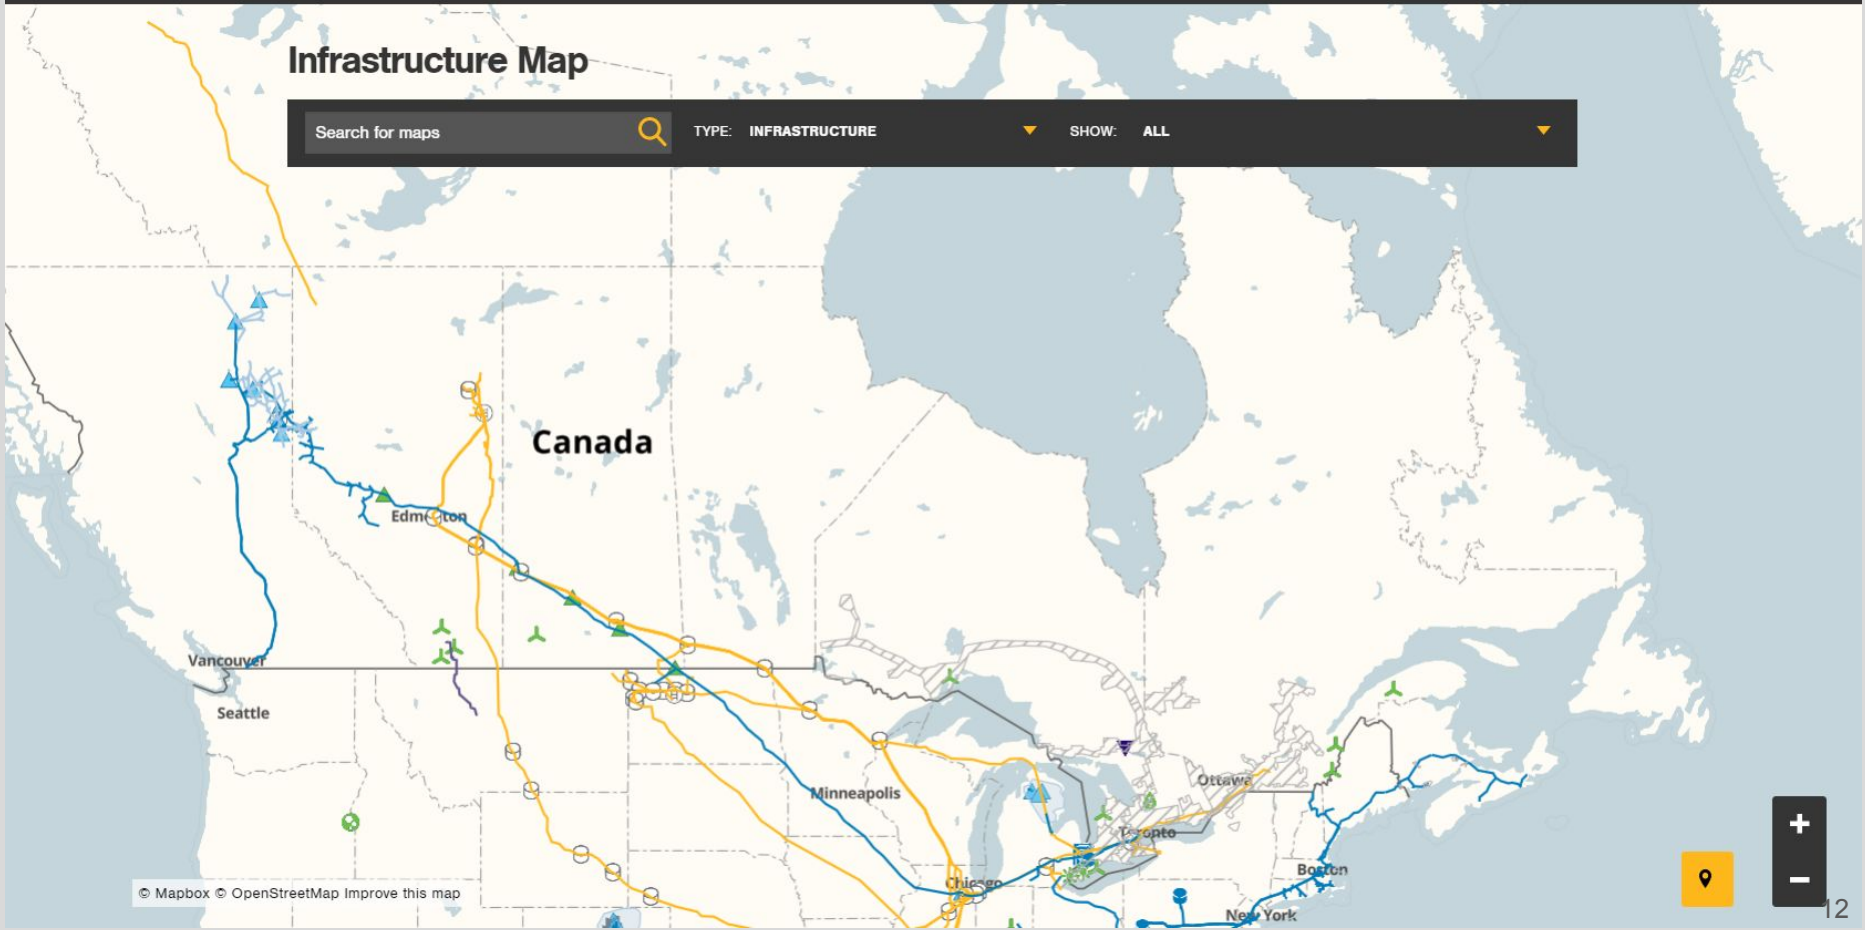 Infrastructure Map
Search for maps
TYPE: INFRASTRUCTURE
SHOW: ALL
Canada
Edmonton
Vancouver
Seattle
Minneapolis
Ottawa
Toronto
Chicago
Boston
New York
© Mapbox © OpenStreetMap Improve this map
+
−
12